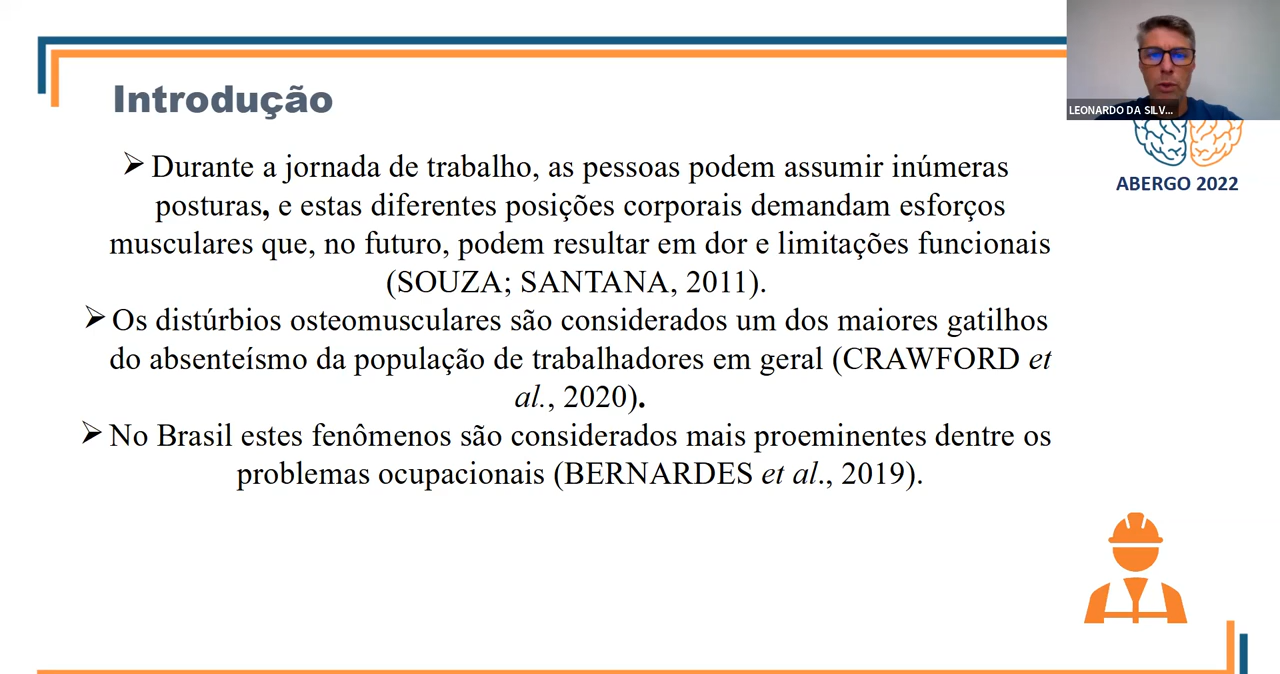 LEONARDO DA SILV...
Introdução
ABERGO 2022
➢ Durante a jornada de trabalho, as pessoas podem assumir inúmeras
posturas, e estas diferentes posições corporais demandam esforços
musculares que, no futuro, podem resultar em dor e limitações funcionais
(SOUZA; SANTANA, 2011).
➢ Os distúrbios osteomusculares são considerados um dos maiores gatilhos
do absenteísmo da população de trabalhadores em geral (CRAWFORD et
al., 2020).
➢ No Brasil estes fenômenos são considerados mais proeminentes dentre os
problemas ocupacionais (BERNARDES et al., 2019).